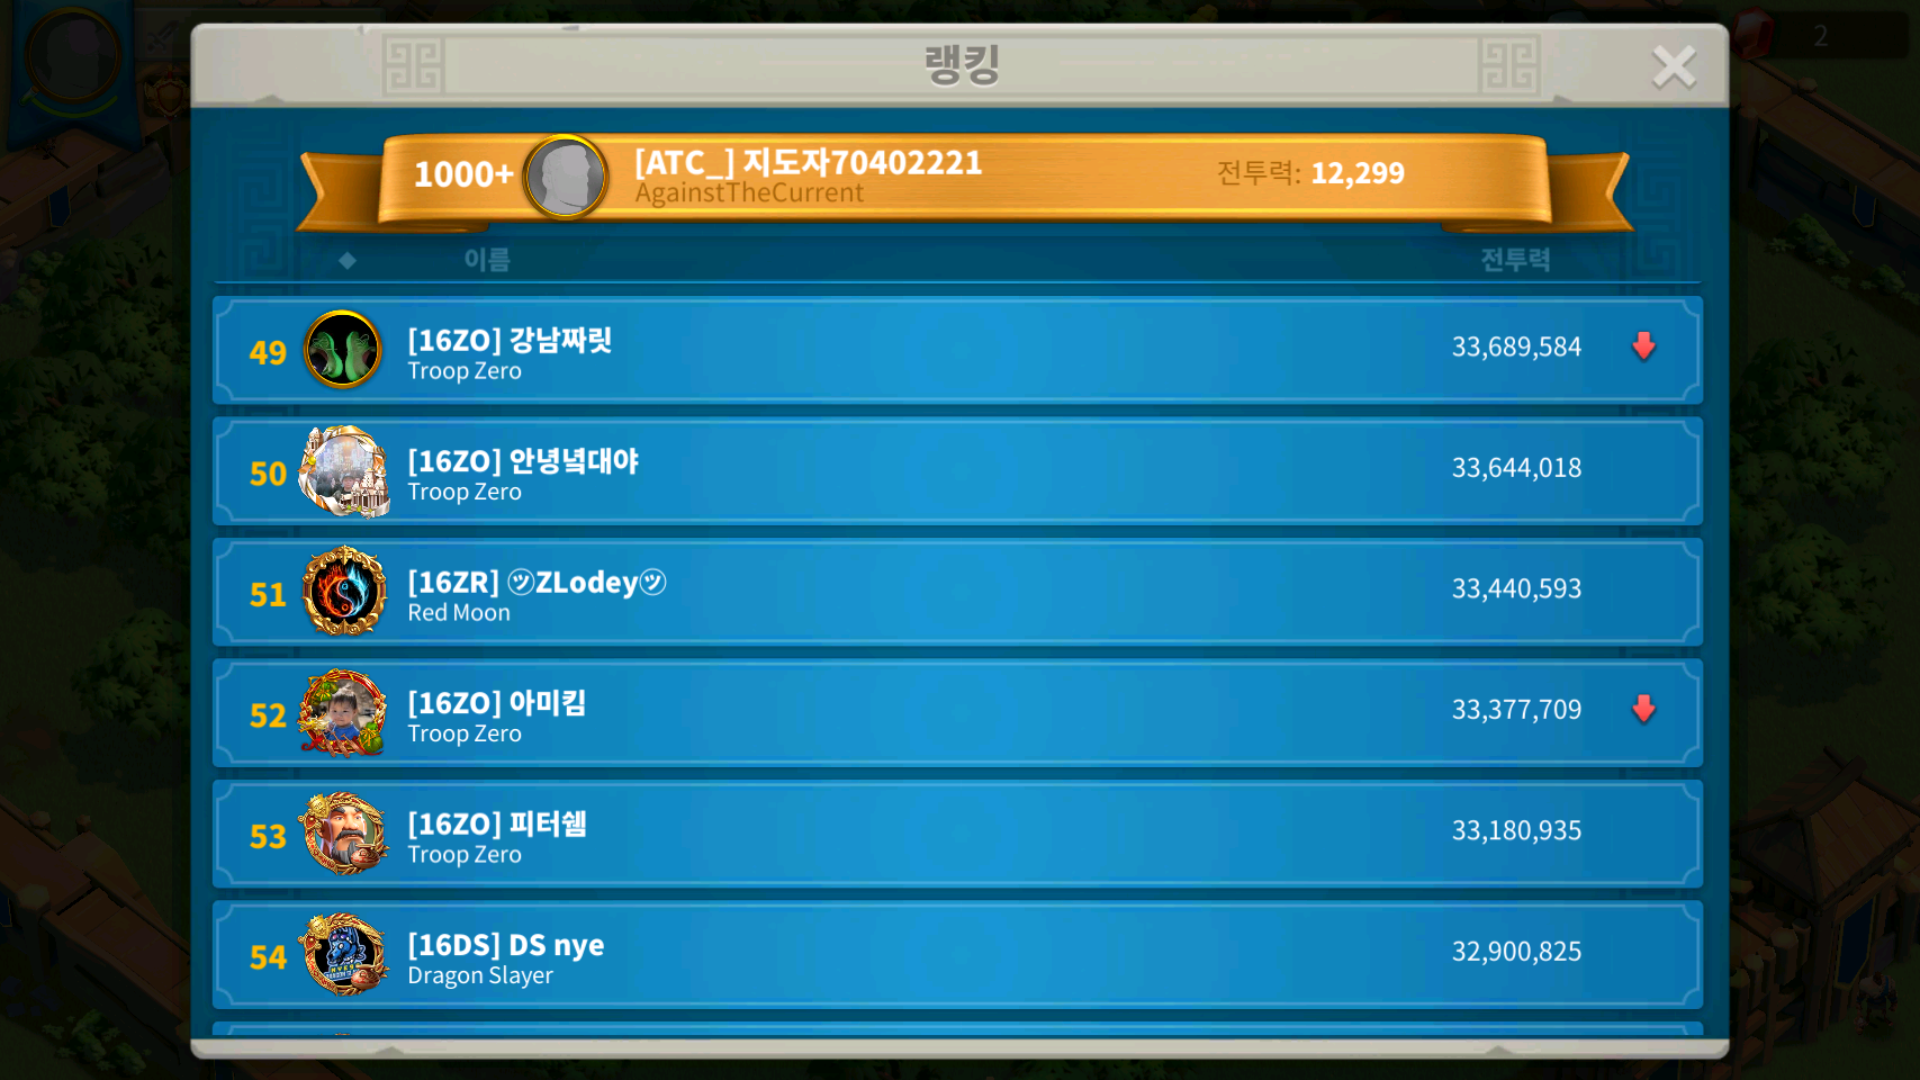 2
랭킹
1000+
[ATC_] 지도자70402221
AgainstTheCurrent
전투력: 12,299
이름
전투력
49
[16ZO] 강남짜릿
Troop Zero
33,689,584
50
[16ZO] 안녕녘대야
Troop Zero
33,644,018
51
[16ZR] ㋡ZLodey㋡
Red Moon
33,440,593
52
[16ZO] 아미킴
Troop Zero
33,377,709
53
[16ZO] 피터쉠
Troop Zero
33,180,935
54
[16DS] DS nye
Dragon Slayer
32,900,825